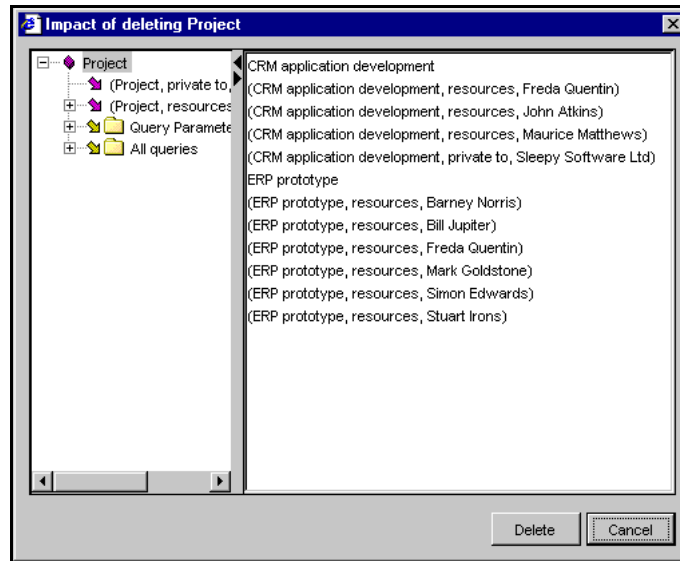 Impact of deleting Project
Project
(Project, private to,
(Project, resources
Query Paramete
All queries
CRM application development
(CRM application development, resources, Freda Quentin)
(CRM application development, resources, John Atkins)
(CRM application development, resources, Maurice Matthews)
(CRM application development, private to, Sleepy Software Ltd)
ERP prototype
(ERP prototype, resources, Barney Norris)
(ERP prototype, resources, Bill Jupiter)
(ERP prototype, resources, Freda Quentin)
(ERP prototype, resources, Mark Goldstone)
(ERP prototype, resources, Simon Edwards)
(ERP prototype, resources, Stuart Irons)
Delete
Cancel